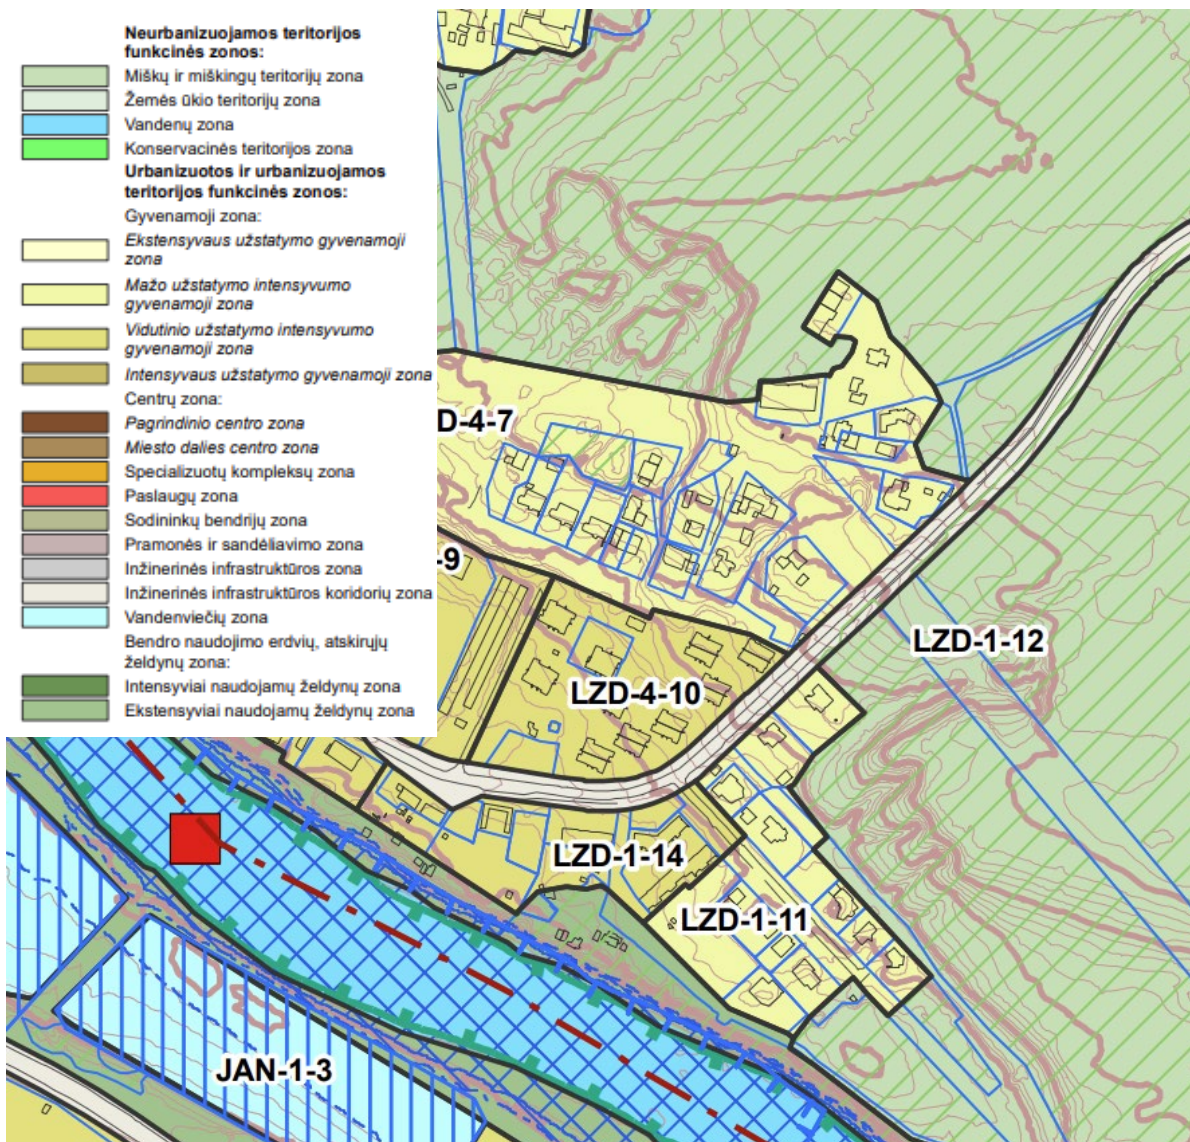 Neurbanizuojamos teritorijos
funkcinės zonos:
Miškų ir miškingų teritorijų zona
Žemės ūkio teritorijų zona
Vandenų zona
Konservacinės teritorijos zona
Urbanizuotos ir urbanizuojamos
teritorijos funkcinės zonos:
Gyvenamoji zona:
Ekstensyvaus užstatymo gyvenamoji
zona
Mažo užstatymo intensyvumo
gyvenamoji zona
Vidutinio užstatymo intensyvumo
gyvenamoji zona
Intensyvaus užstatymo gyvenamoji zona
Centrų zona:
Pagrindinio centro zona
Miesto dalies centro zona
Specializuotų kompleksų zona
Paslaugų zona
Sodininkų bendrijų zona
Pramonės ir sandėliavimo zona
Inžinerinės infrastruktūros zona
Inžinerinės infrastruktūros koridorių zona
Vandenviečių zona
Bendro naudojimo erdvių, atskirųjų
želdynų zona:
Intensyviai naudojamų želdynų zona
Ekstensyviai naudojamų želdynų zona
D-4-7
-9
LZD-1-12
LZD-4-10
LZD-1-14
LZD-1-11
JAN-1-3